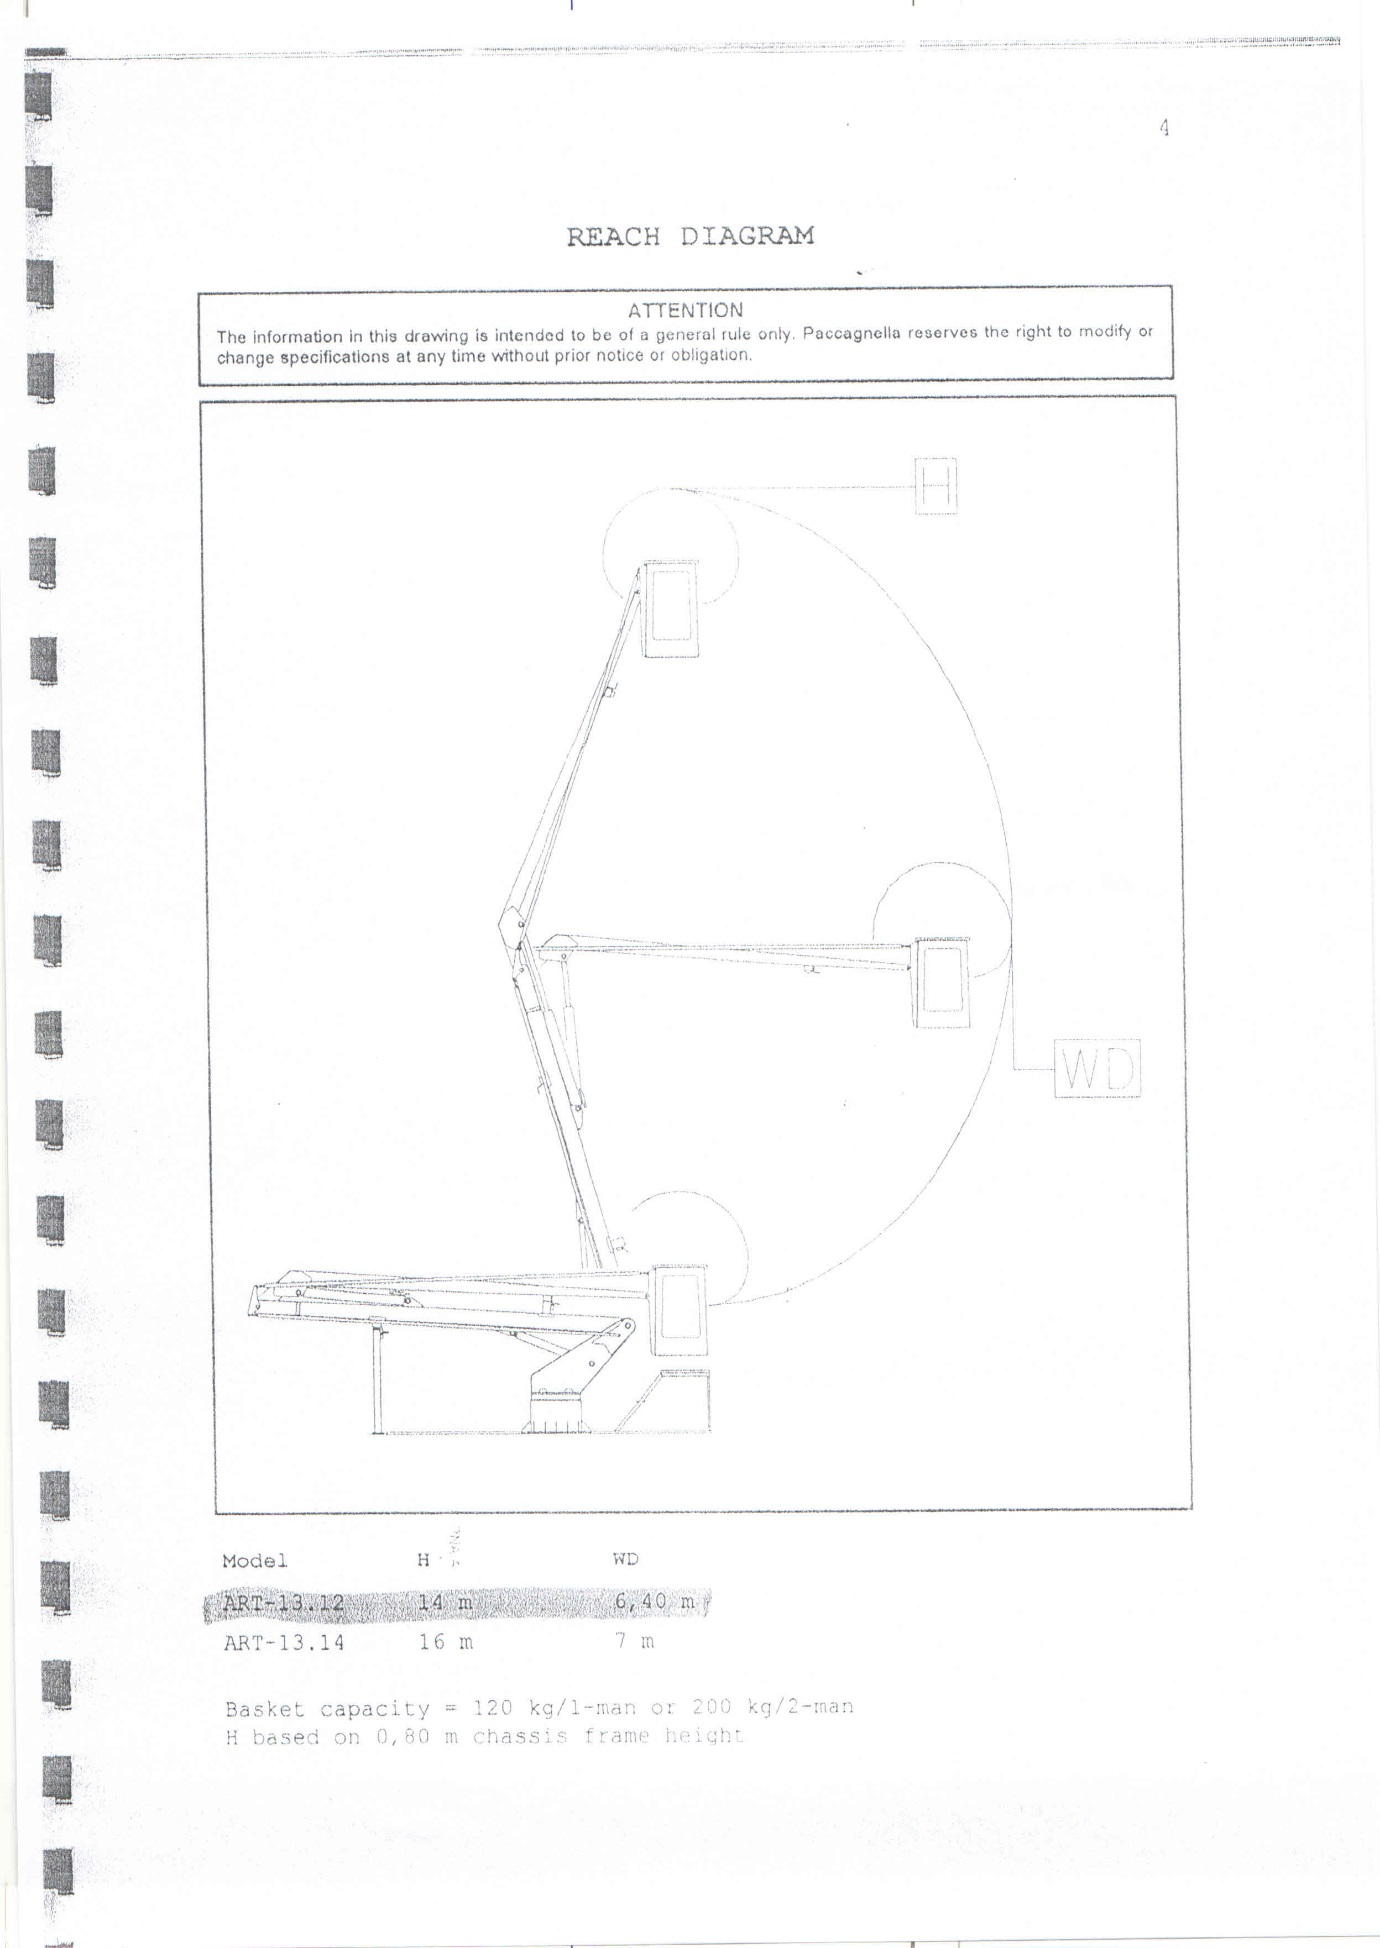 4
REACH DIAGRAM
ATTENTION
The information in this drawing is intended to be of a general rule only. Paccagnella reserves the right to modify or
change specifications at any time without prior notice or obligation.
H
WD
Model H WD
ART-13.12 14 m 6,40 m
ART-13.14 16 m 7 m
Basket capacity = 120 kg/1-man or 200 kg/2-man
H based on 0,80 m chassis frame height